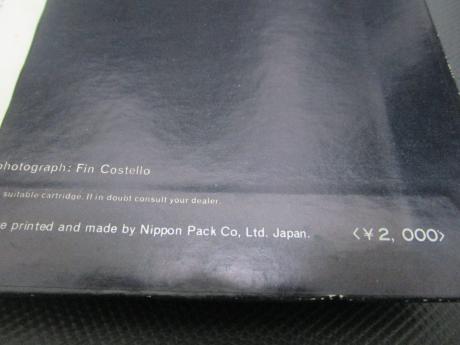 photograph: Fin Costello
suitable cartridge. If in doubt consult your dealer.
printed and made by Nippon Pack Co, Ltd. Japan. <¥2,000>